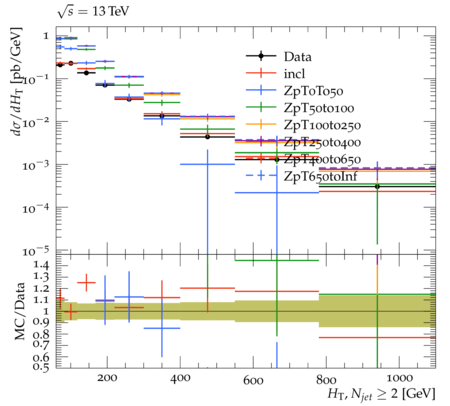 √s = 13 TeV
dσ/dH_T [pb/GeV]
1
10⁻¹
10⁻²
10⁻³
10⁻⁴
10⁻⁵
Data
incl
ZpT0To50
ZpT50to100
ZpT100to250
ZpT250to400
ZpT400to650
ZpT650toInf
MC/Data
1.4
1.3
1.2
1.1
1
0.9
0.8
0.7
0.6
0.5
200 400 600 800 1000
H_T, N_jet ≥ 2 [GeV]